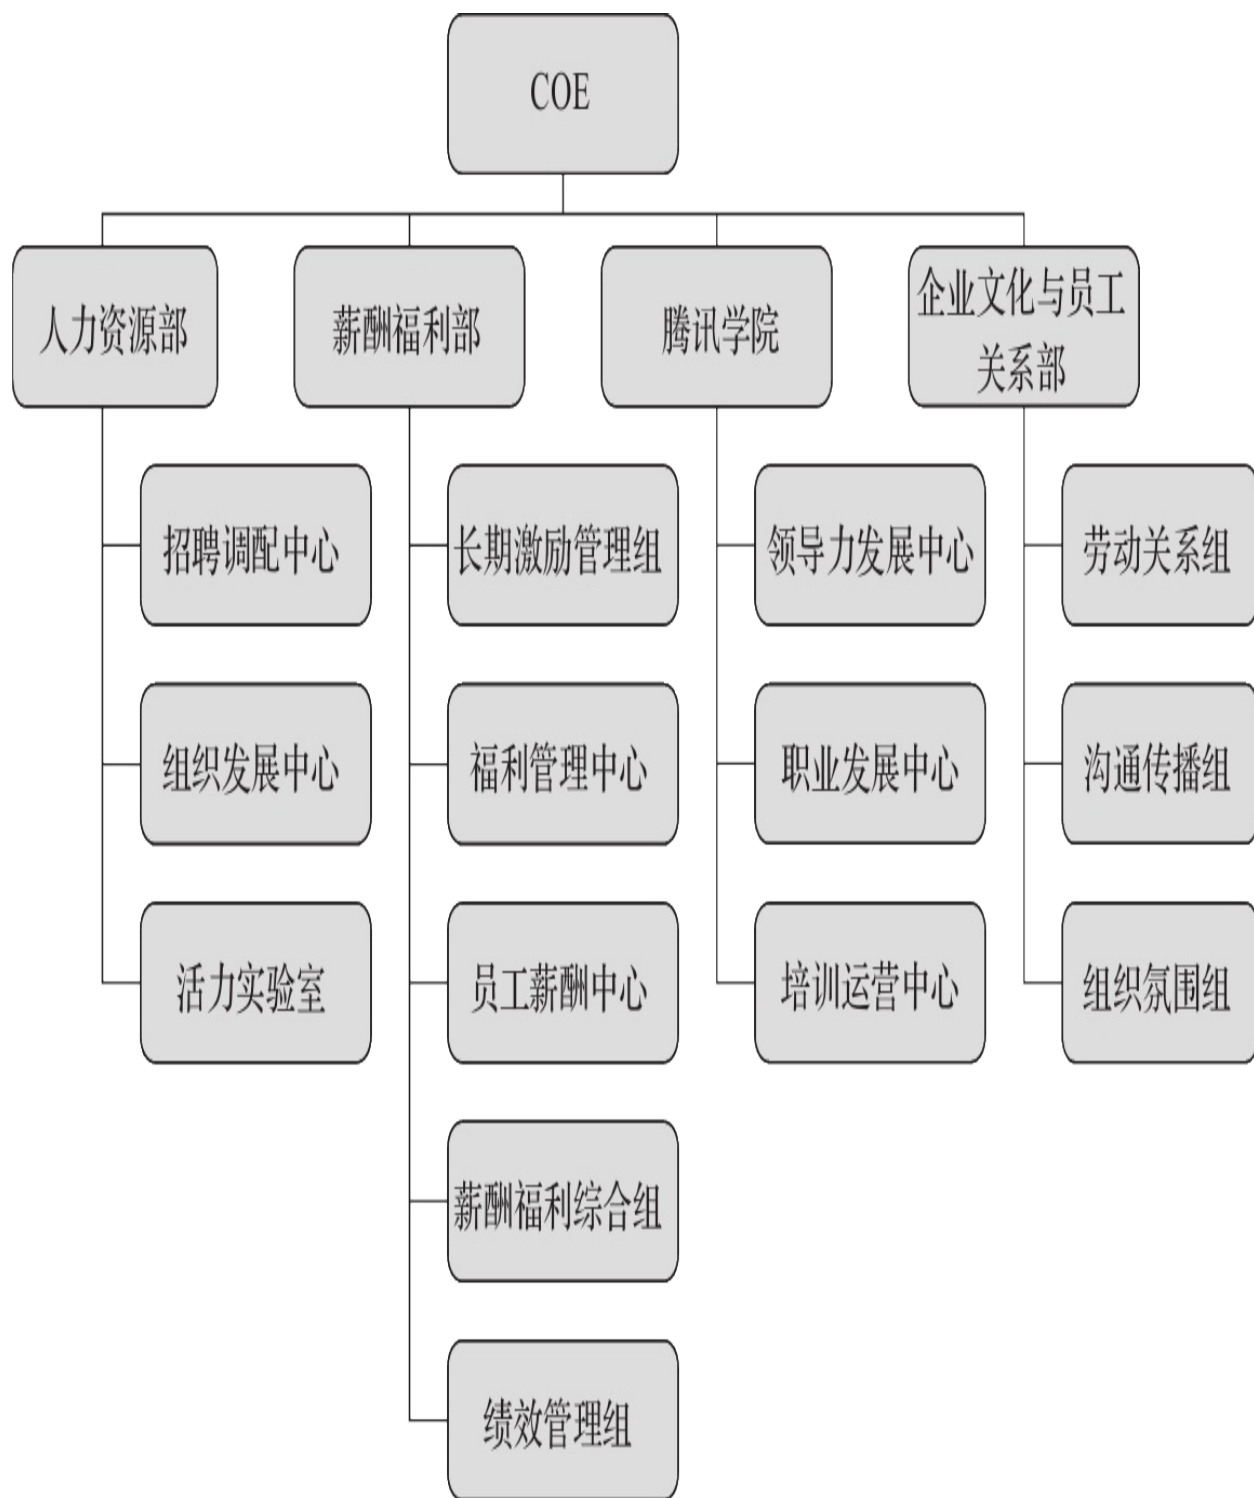 COE
人力资源部
薪酬福利部
腾讯学院
企业文化与员工
关系部
招聘调配中心
长期激励管理组
领导力发展中心
劳动关系组
组织发展中心
福利管理中心
职业发展中心
沟通传播组
活力实验室
员工薪酬中心
培训运营中心
组织氛围组
薪酬福利综合组
绩效管理组